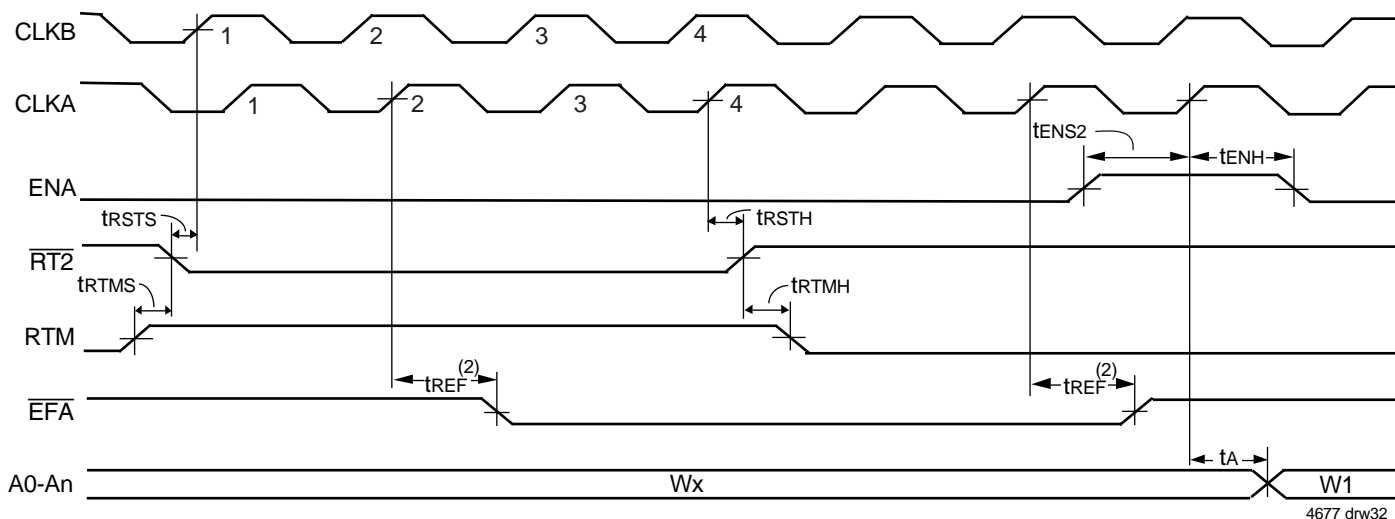 CLKB 1 2 3 4
CLKA 1 2 3 4
tENS2 tENH
ENA
tRSTS tRSTH
RT2
tRTMS tRTMH
RTM
tREF(2) tREF(2)
EFA
tA
A0-An Wx W1
4677 drw32